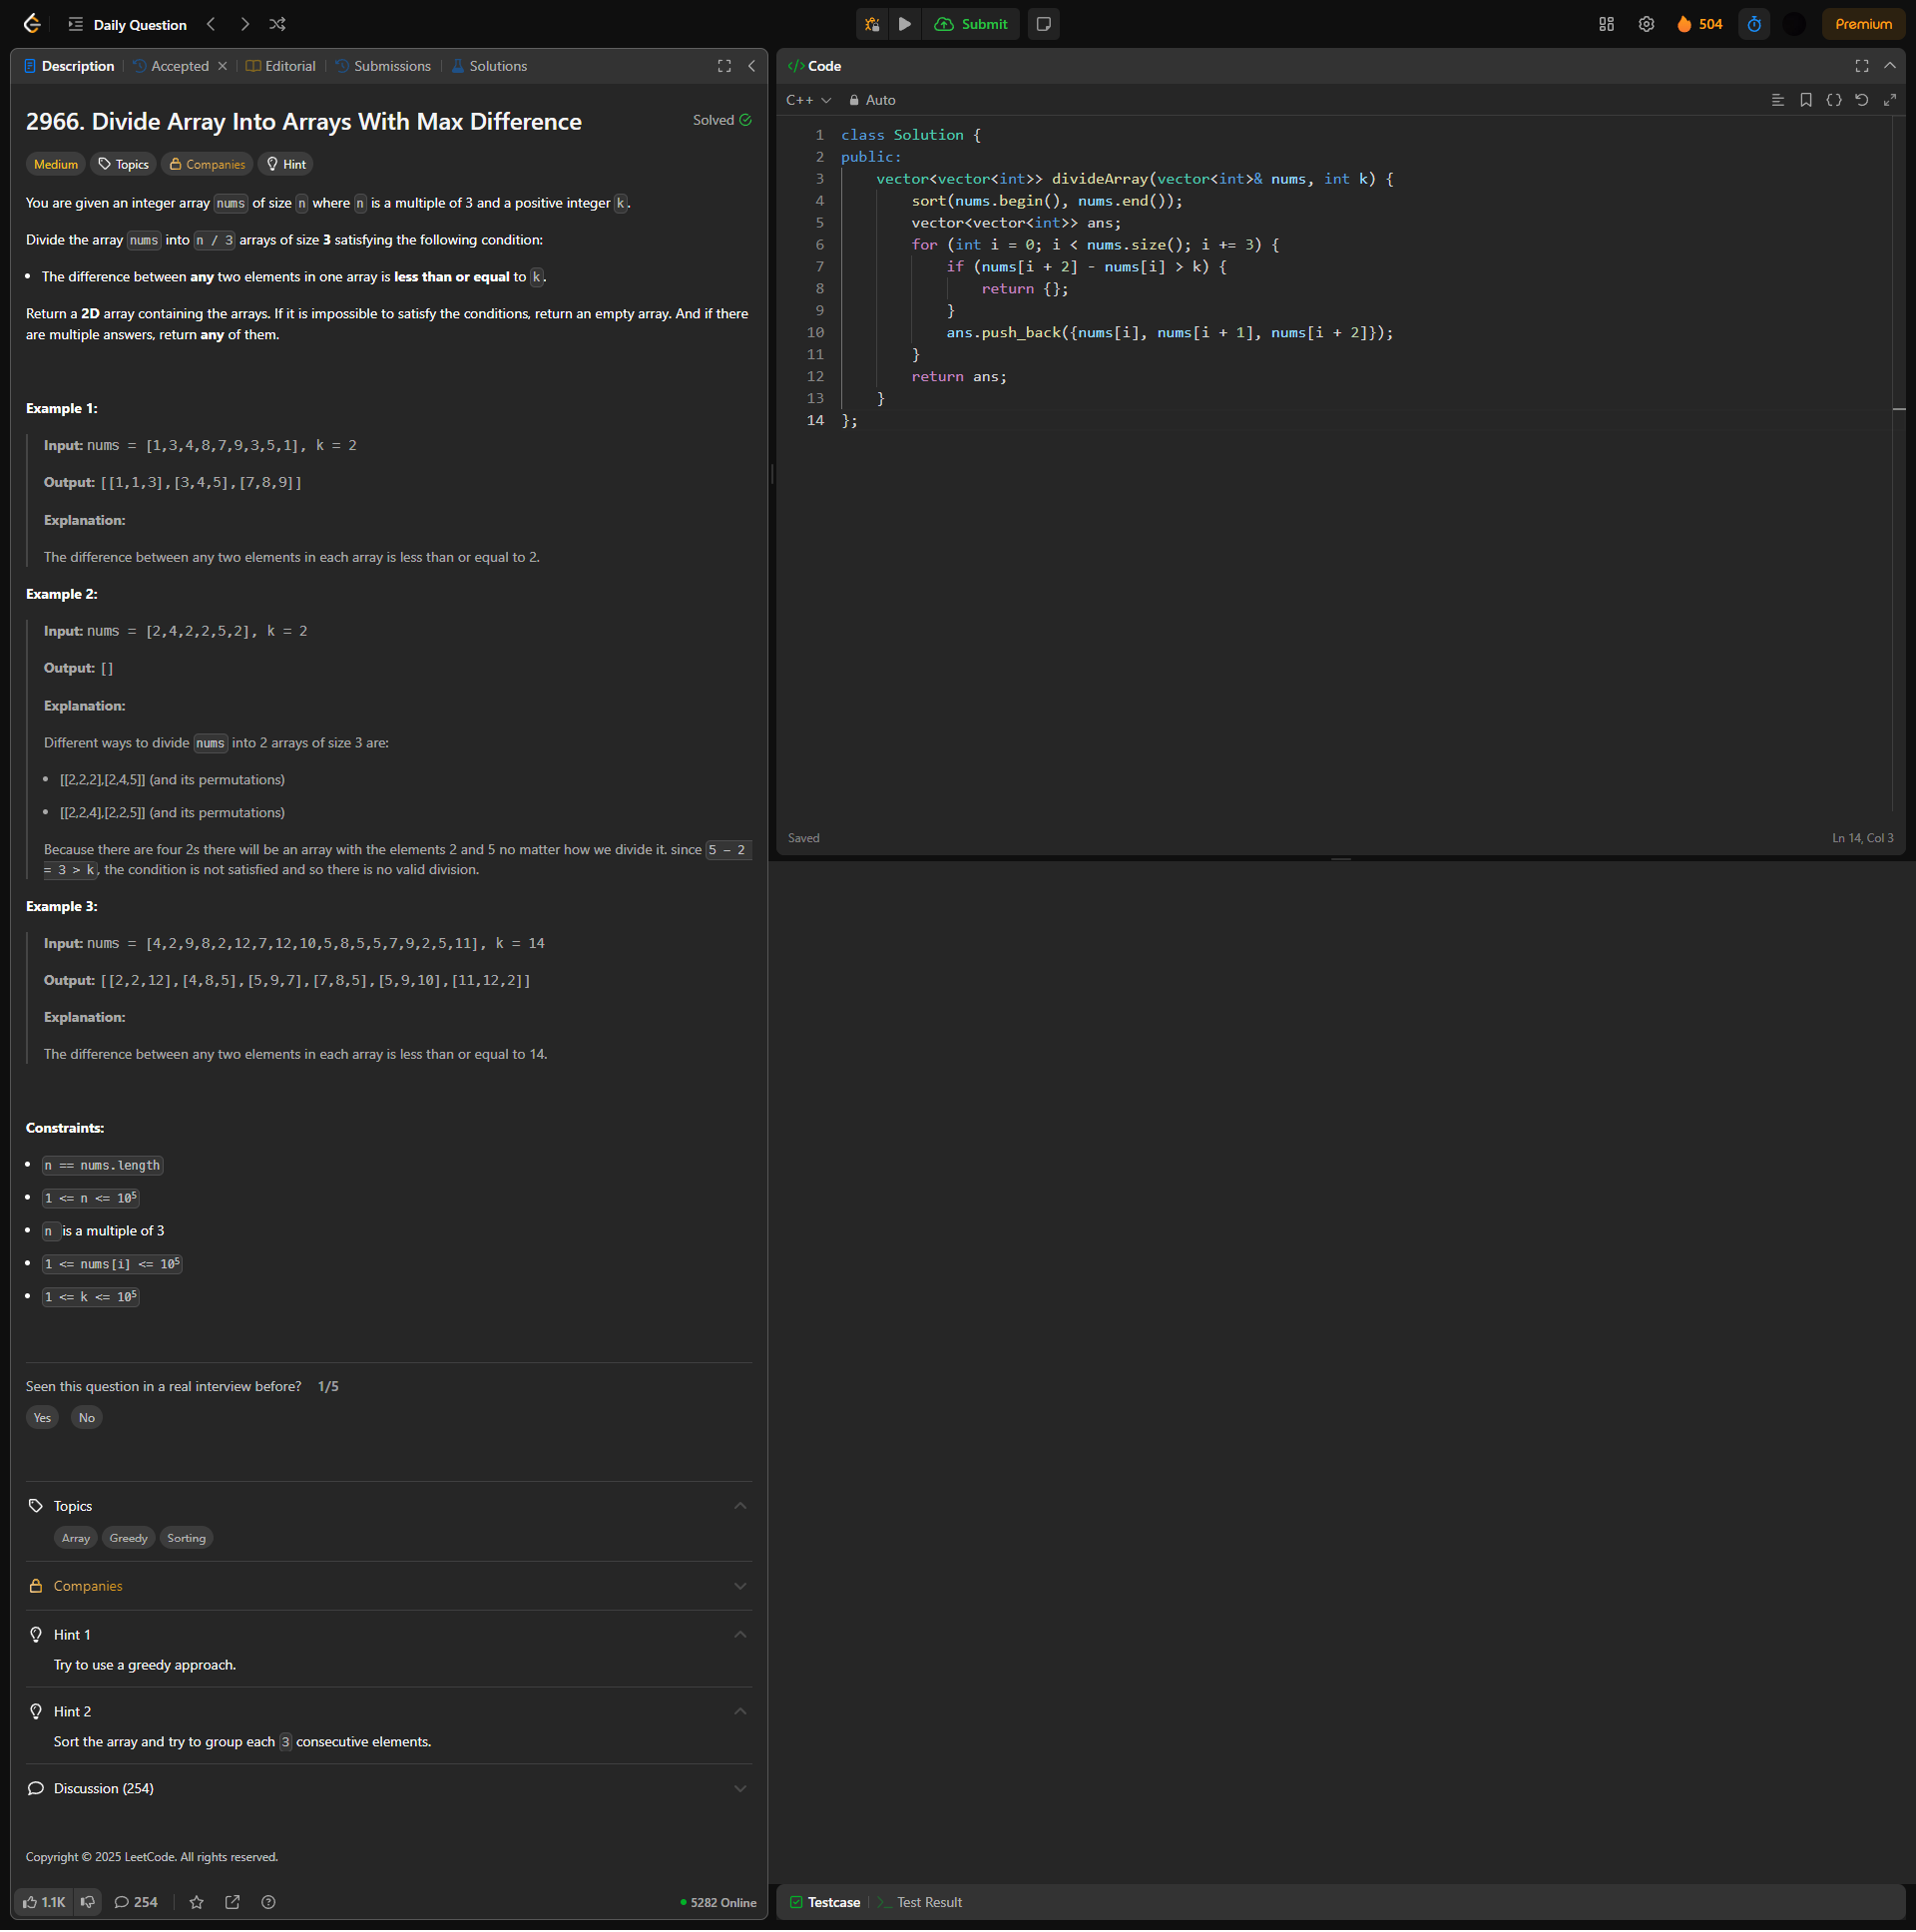 Daily Question
Submit
504
Premium
Description
Accepted
Editorial
Submissions
Solutions
2966. Divide Array Into Arrays With Max Difference
Solved
Medium
Topics
Companies
Hint
You are given an integer array nums of size n where n is a multiple of 3 and a positive integer k.
Divide the array nums into n / 3 arrays of size 3 satisfying the following condition:
• The difference between any two elements in one array is less than or equal to k.
Return a 2D array containing the arrays. If it is impossible to satisfy the conditions, return an empty array. And if there
are multiple answers, return any of them.
Example 1:
Input: nums = [1,3,4,8,7,9,3,5,1], k = 2
Output: [[1,1,3],[3,4,5],[7,8,9]]
Explanation:
The difference between any two elements in each array is less than or equal to 2.
Example 2:
Input: nums = [2,4,2,2,5,2], k = 2
Output: []
Explanation:
Different ways to divide nums into 2 arrays of size 3 are:
• [[2,2,2],[2,4,5]] (and its permutations)
• [[2,2,4],[2,2,5]] (and its permutations)
Because there are four 2s there will be an array with the elements 2 and 5 no matter how we divide it. since 5 - 2
= 3 > k, the condition is not satisfied and so there is no valid division.
Example 3:
Input: nums = [4,2,9,8,2,12,7,12,10,5,8,5,5,7,9,2,5,11], k = 14
Output: [[2,2,12],[4,8,5],[5,9,7],[7,8,5],[5,9,10],[11,12,2]]
Explanation:
The difference between any two elements in each array is less than or equal to 14.
Constraints:
• n == nums.length
• 1 <= n <= 10⁵
• n is a multiple of 3
• 1 <= nums[i] <= 10⁵
• 1 <= k <= 10⁵
Seen this question in a real interview before? 1/5
Yes
No
Topics
Array
Greedy
Sorting
Companies
Hint 1
Try to use a greedy approach.
Hint 2
Sort the array and try to group each 3 consecutive elements.
Discussion (254)
Copyright © 2025 LeetCode. All rights reserved.
1.1K
254
5282 Online
</> Code
C++
Auto
1 class Solution {
2 public:
3     vector<vector<int>> divideArray(vector<int>& nums, int k) {
4         sort(nums.begin(), nums.end());
5         vector<vector<int>> ans;
6         for (int i = 0; i < nums.size(); i += 3) {
7             if (nums[i + 2] - nums[i] > k) {
8                 return {};
9             }
10             ans.push_back({nums[i], nums[i + 1], nums[i + 2]});
11         }
12         return ans;
13     }
14 };
Saved
Ln 14, Col 3
Testcase
Test Result